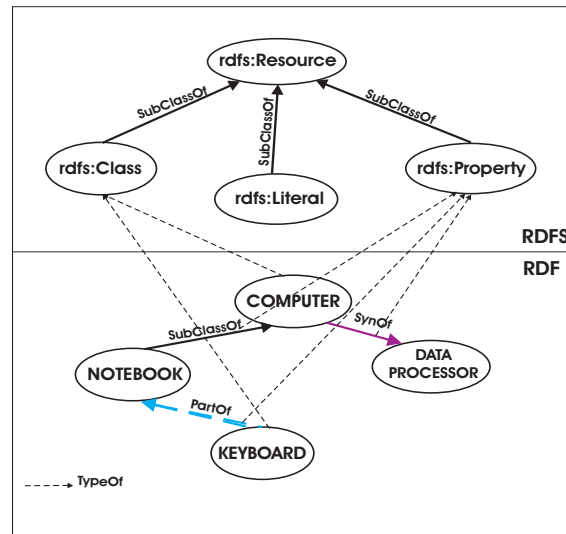 rdfs:Resource
SubClassOf
SubClassOf
SubClassOf
rdfs:Class
rdfs:Literal
rdfs:Property
RDFS
RDF
COMPUTER
SubClassOf
SynOf
NOTEBOOK
DATA
PROCESSOR
PartOf
KEYBOARD
TypeOf